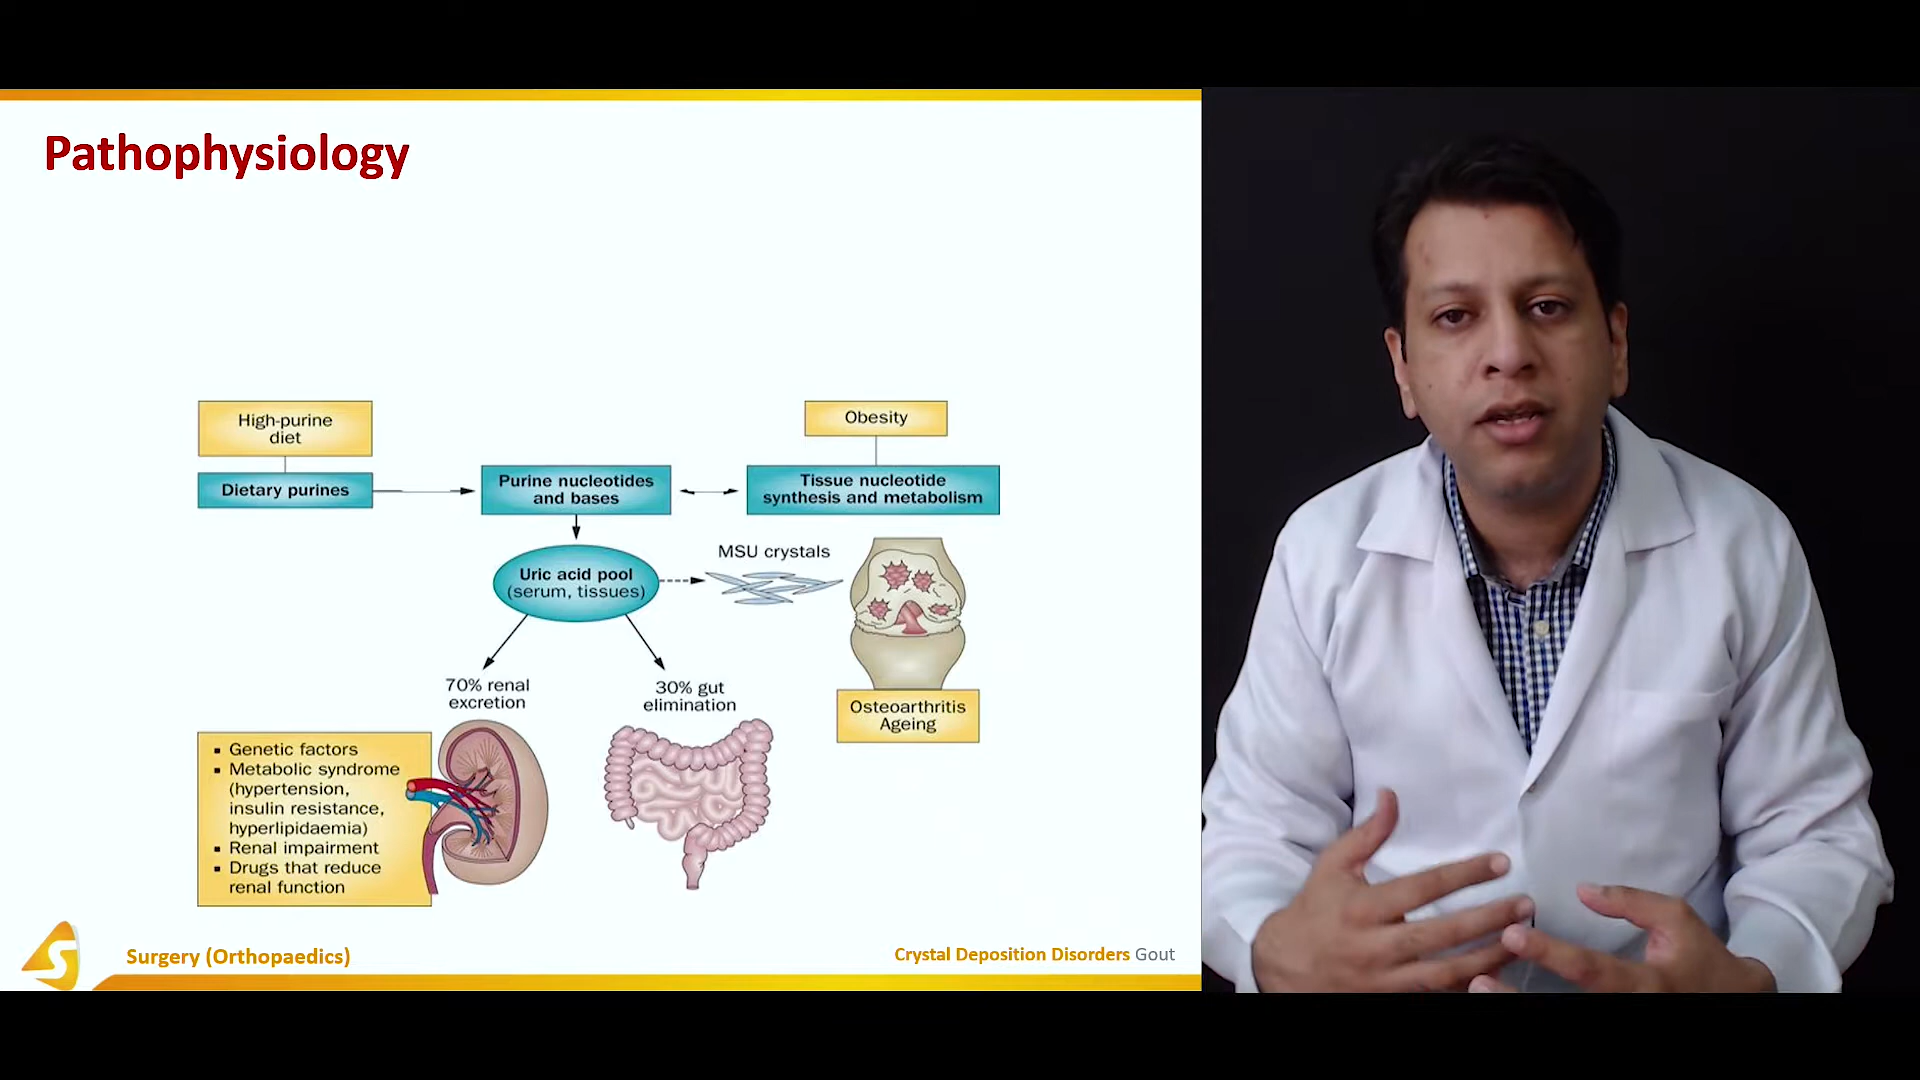 Pathophysiology
High-purine
diet
Obesity
Dietary purines
Purine nucleotides
and bases
Tissue nucleotide
synthesis and metabolism
MSU crystals
Uric acid pool
(serum, tissues)
70% renal
excretion
30% gut
elimination
Osteoarthritis
Ageing
▪ Genetic factors
▪ Metabolic syndrome
(hypertension,
insulin resistance,
hyperlipidaemia)
▪ Renal impairment
▪ Drugs that reduce
renal function
S
Surgery (Orthopaedics)
Crystal Deposition Disorders Gout